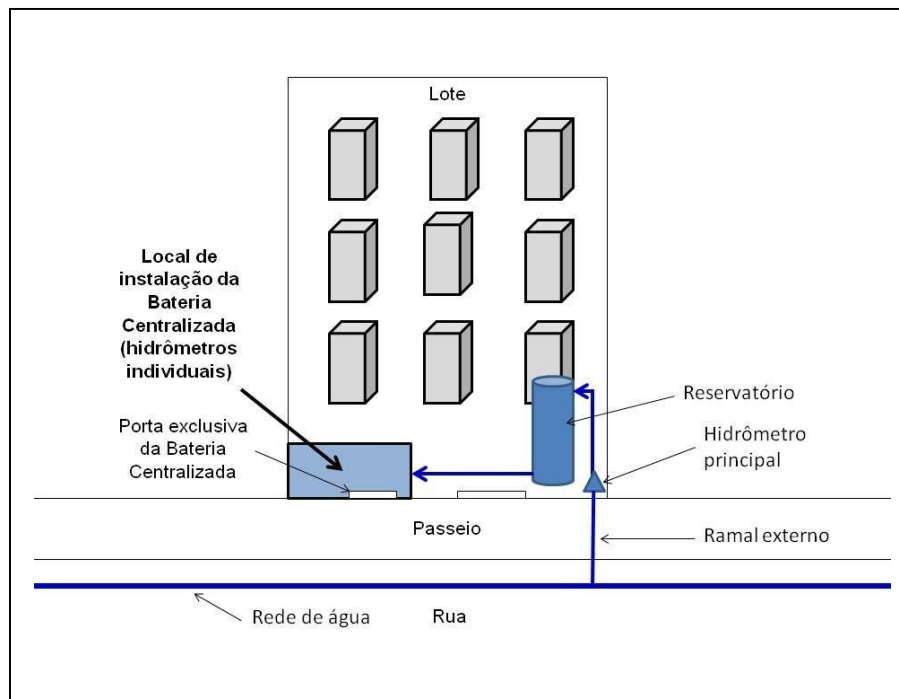 Lote
Local de
instalação da
Bateria
Centralizada
(hidrômetros
individuais)
Porta exclusiva
da Bateria
Centralizada
Reservatório
Hidrômetro
principal
Passeio
Ramal externo
Rede de água
Rua